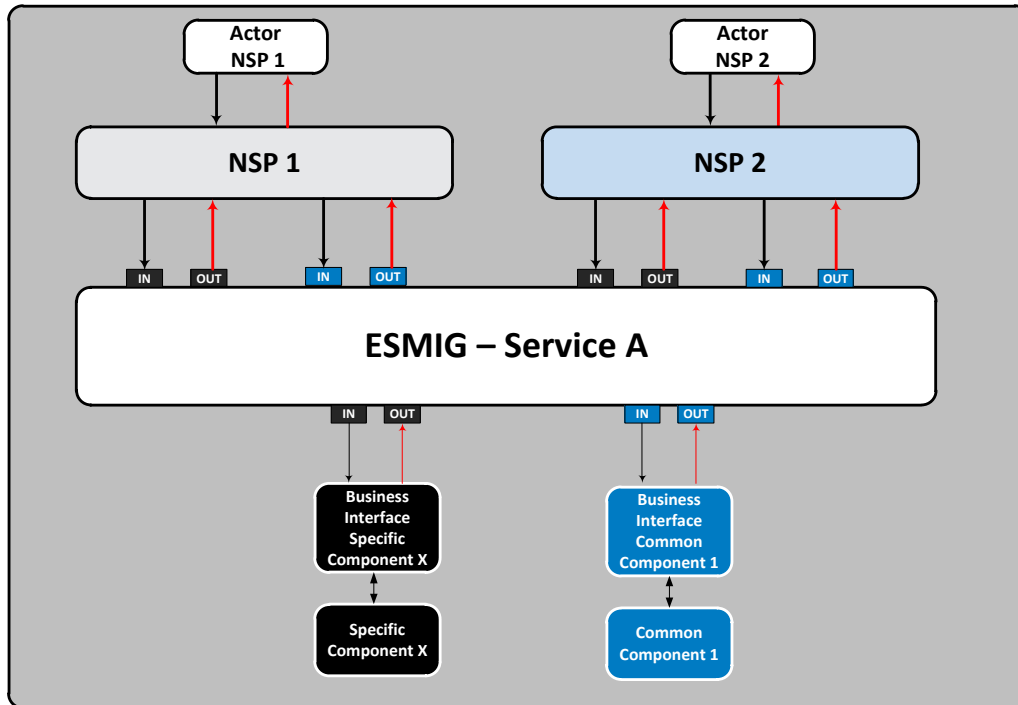 Actor
NSP 1
Actor
NSP 2
NSP 1
NSP 2
IN
OUT
IN
OUT
IN
OUT
IN
OUT
ESMIG – Service A
IN
OUT
IN
OUT
Business
Interface
Specific
Component X
Business
Interface
Common
Component 1
Specific
Component X
Common
Component 1